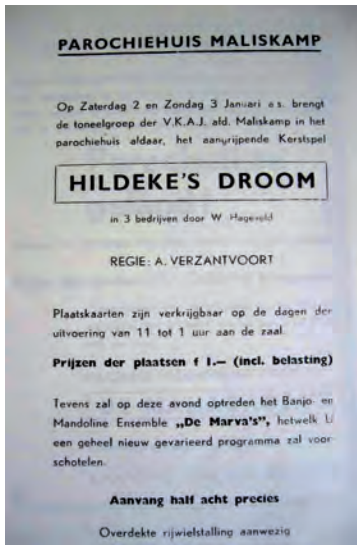 PAROCHIEHUIS MALISKAMP
Op Zaterdag 2 en Zondag 3 Januari a.s. brengt
de toneelgroep der V.K.A.J. afd. Maliskamp in het
parochiehuis aldaar, het aangrijpende Kerstspel
HILDEKE'S DROOM
in 3 bedrijven door W. Hageveld
REGIE: A. VERZANTVOORT
Plaatskaarten zijn verkrijgbaar op de dagen der
uitvoering van 11 tot 1 uur aan de zaal.
Prijzen der plaatsen f 1.— (incl. belasting)
Tevens zal op deze avond optreden het Banjo- en
Mandoline Ensemble „De Marva's”, hetwelk U
een geheel nieuw gevarieerd programma zal voor-
schotelen.
Aanvang half acht precies
Overdekte rijwielstalling aanwezig